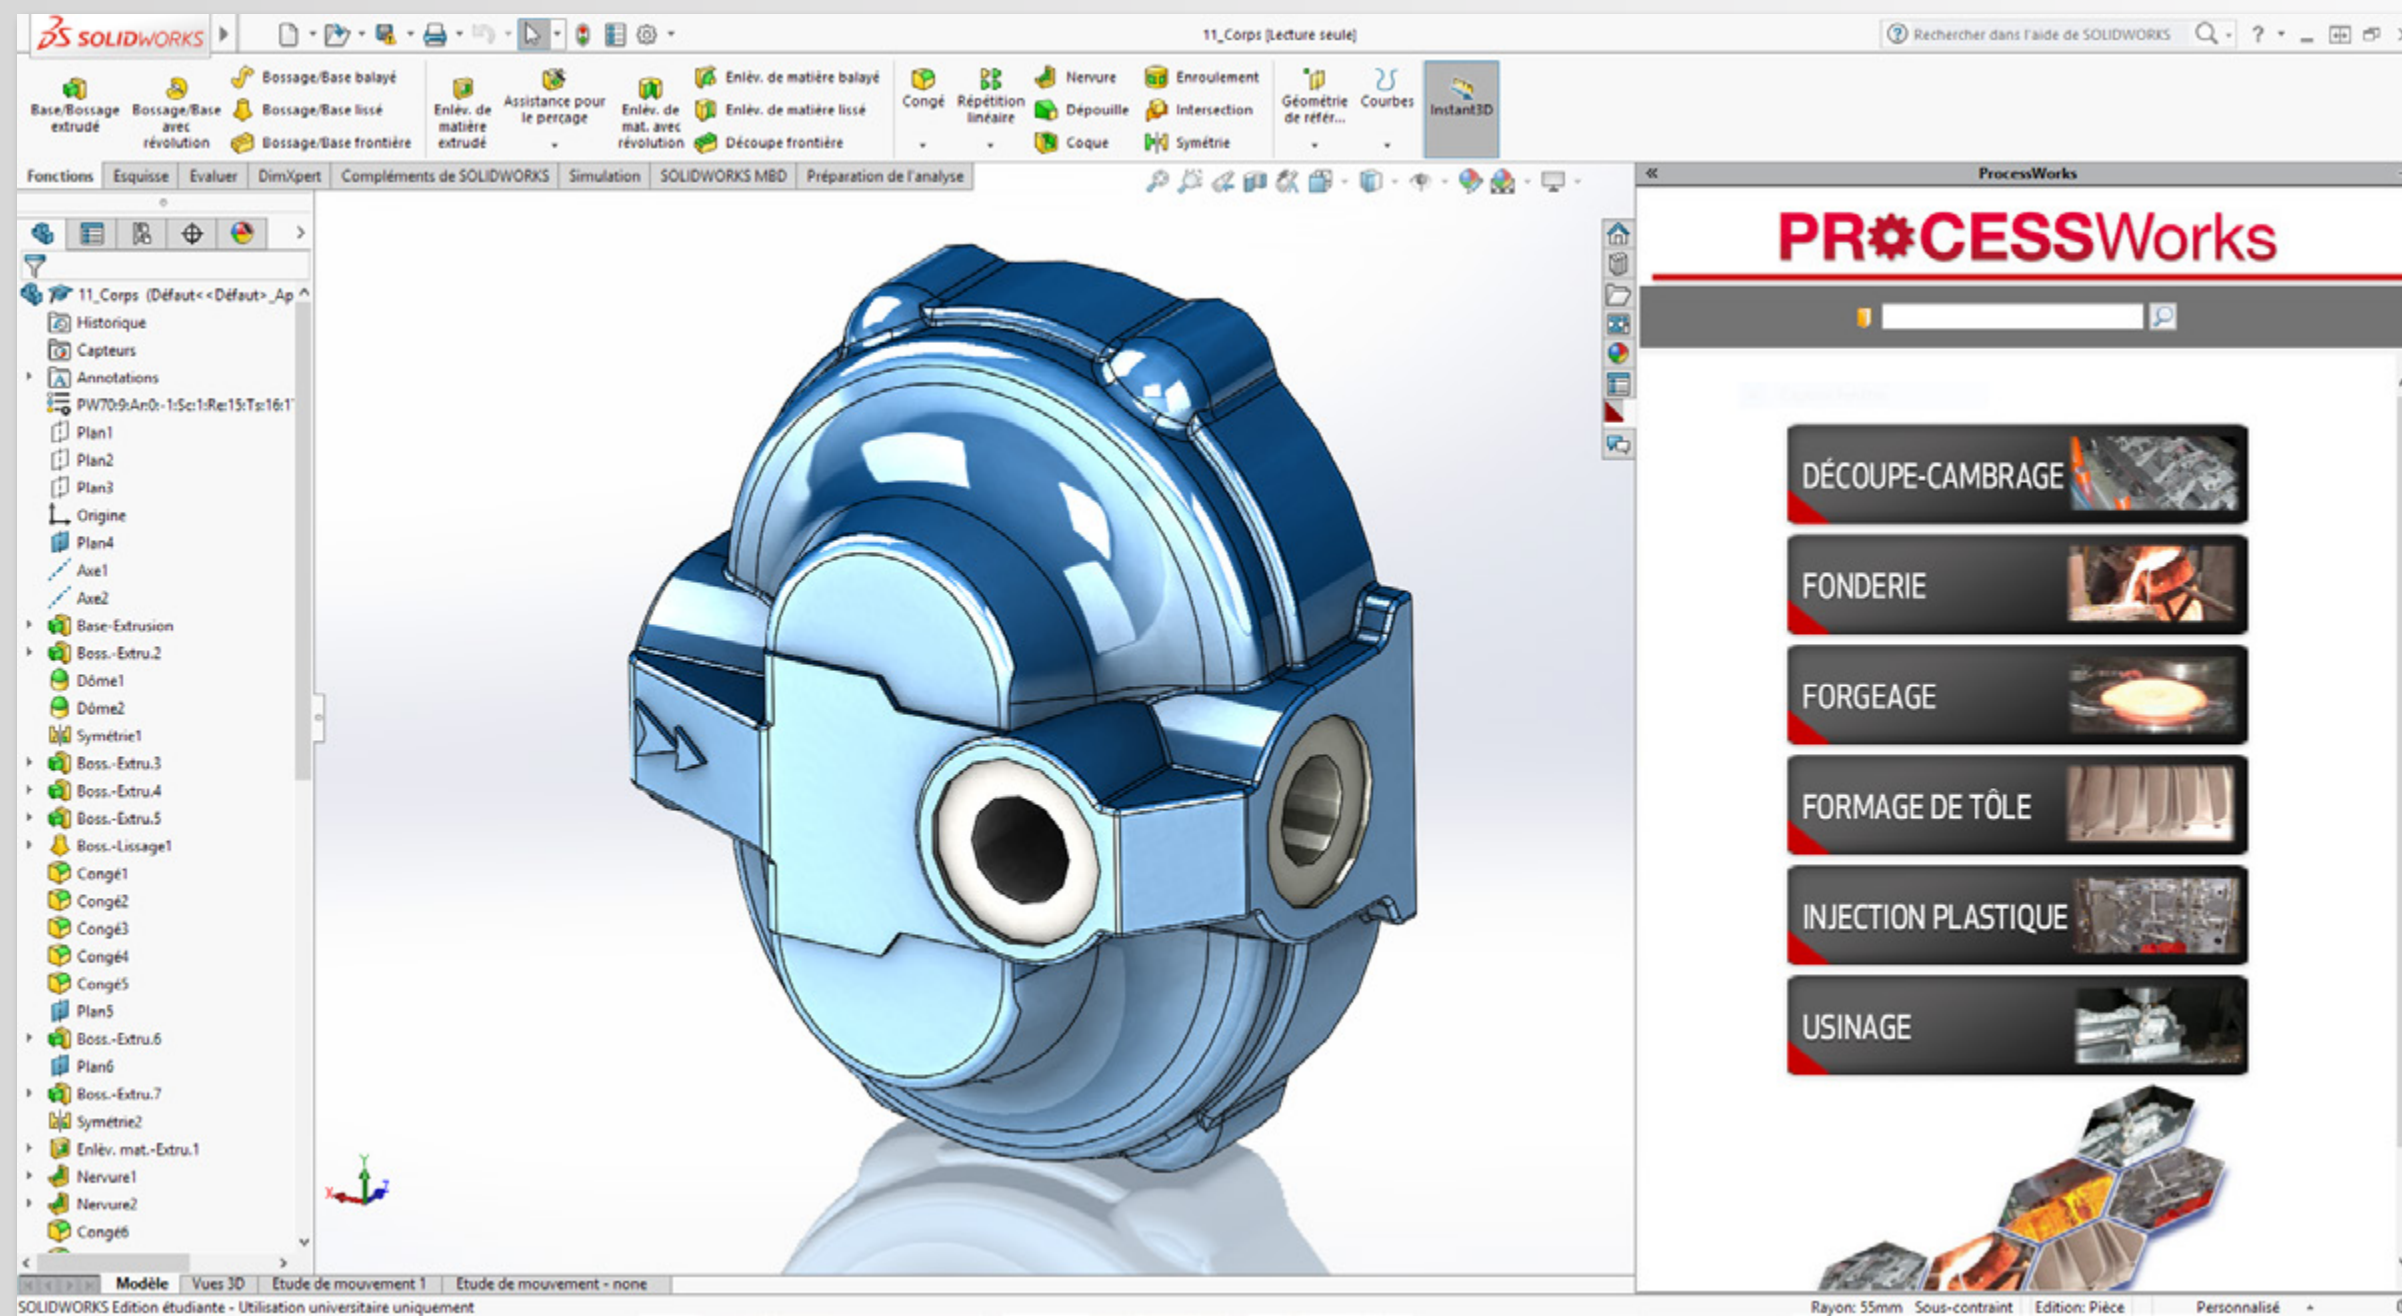 SOLIDWORKS
11_Corps [Lecture seule]
Rechercher dans l'aide de SOLIDWORKS
?
Base/Bossage extrudé
Bossage/Base avec révolution
Bossage/Base balayé
Bossage/Base lissé
Bossage/Base frontière
Enlèv. de matière extrudé
Assistance pour le perçage
Enlèv. de mat. avec révolution
Enlèv. de matière balayé
Enlèv. de matière lissé
Découpe frontière
Congé
Répétition linéaire
Nervure
Dépouille
Coque
Enroulement
Intersection
Symétrie
Géométrie de référ...
Courbes
Instant3D
Fonctions
Esquisse
Evaluer
DimXpert
Compléments de SOLIDWORKS
Simulation
SOLIDWORKS MBD
Préparation de l'analyse
11_Corps (Défaut<<Défaut>_Ap
Historique
Capteurs
Annotations
Plan1
Plan2
Plan3
Origine
Plan4
Axe1
Axe2
Base-Extrusion
Boss.-Extru.2
Dôme1
Dôme2
Symétrie1
Boss.-Extru.3
Boss.-Extru.4
Boss.-Extru.5
Boss.-Lissage1
Congé1
Congé2
Congé3
Congé4
Congé5
Plan5
Boss.-Extru.6
Plan6
Boss.-Extru.7
Symétrie2
Enlèv. mat.-Extru.1
Nervure1
Nervure2
Congé6
Y
X
Z
ProcessWorks
PROCESSWorks
DÉCOUPE-CAMBRAGE
FONDERIE
FORGEAGE
FORMAGE DE TÔLE
INJECTION PLASTIQUE
USINAGE
Modèle
Vues 3D
Etude de mouvement 1
Etude de mouvement - none
SOLIDWORKS Edition étudiante - Utilisation universitaire uniquement
Rayon: 55mm
Sous-contraint
Edition: Pièce
Personnalisé